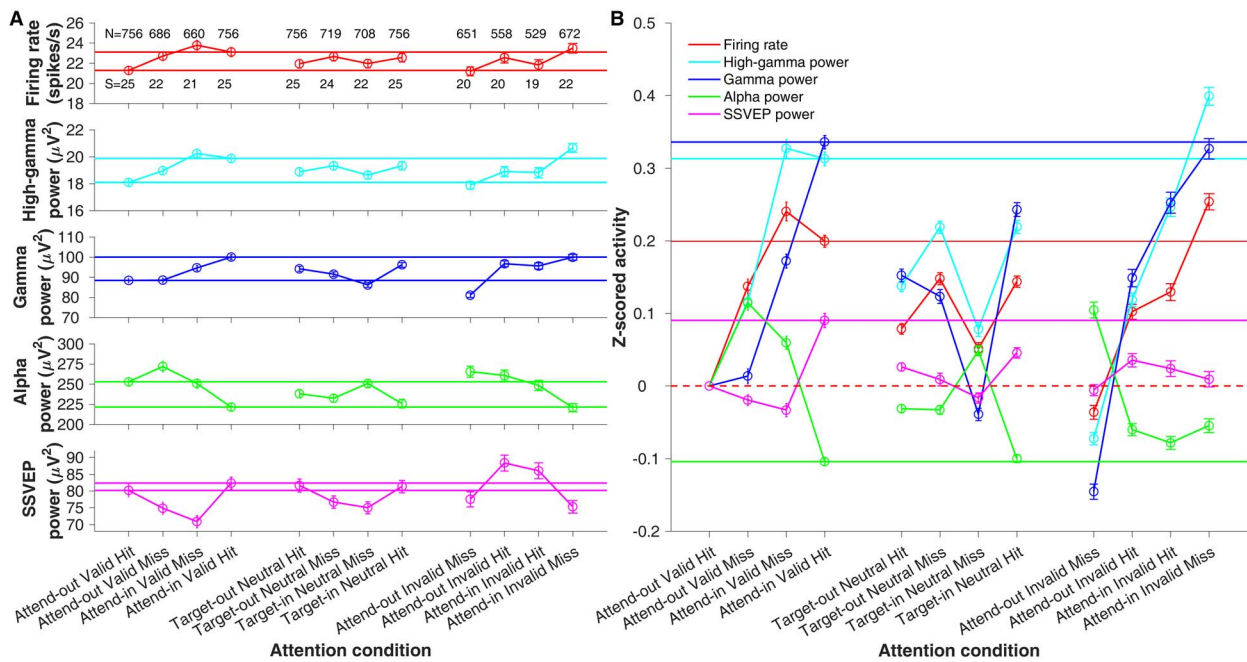 A
Firing rate
(spikes/s)
26
24
22
20
18
N=756 686 660 756 756 719 708 756 651 558 529 672
S=25 22 21 25 25 24 22 25 20 20 19 22
High-gamma
power (μV²)
22
20
18
16
Gamma
power (μV²)
110
100
90
80
70
Alpha
power (μV²)
300
275
250
225
200
SSVEP
power (μV²)
90
85
80
75
70
Attend-out Valid Hit
Attend-out Valid Miss
Attend-in Valid Miss
Attend-in Valid Hit
Target-out Neutral Hit
Target-out Neutral Miss
Target-in Neutral Miss
Target-in Neutral Hit
Attend-out Invalid Miss
Attend-out Invalid Hit
Attend-in Invalid Hit
Attend-in Invalid Miss
Attention condition
B
Z-scored activity
0.5
0.4
0.3
0.2
0.1
0
-0.1
-0.2
Firing rate
High-gamma power
Gamma power
Alpha power
SSVEP power
Attend-out Valid Hit
Attend-out Valid Miss
Attend-in Valid Miss
Attend-in Valid Hit
Target-out Neutral Hit
Target-out Neutral Miss
Target-in Neutral Miss
Target-in Neutral Hit
Attend-out Invalid Miss
Attend-out Invalid Hit
Attend-in Invalid Hit
Attend-in Invalid Miss
Attention condition